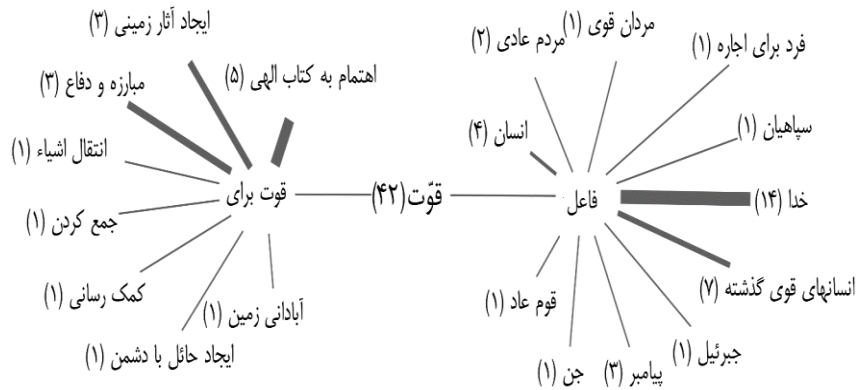 قوّت (۴۲)
فاعل
مردان قوی (۱)
مردم عادی (۲)
فرد برای اجاره (۱)
انسان (۴)
سپاهیان (۱)
خدا (۱۴)
انسانهای قوی گذشته (۷)
جبرئیل (۱)
پیامبر (۳)
جن (۱)
قوم عاد (۱)
قوت برای
اهتمام به کتاب الهی (۵)
ایجاد آثار زمینی (۳)
مبارزه و دفاع (۳)
انتقال اشیاء (۱)
جمع کردن (۱)
کمک رسانی (۱)
ایجاد حائل با دشمن (۱)
آبادانی زمین (۱)